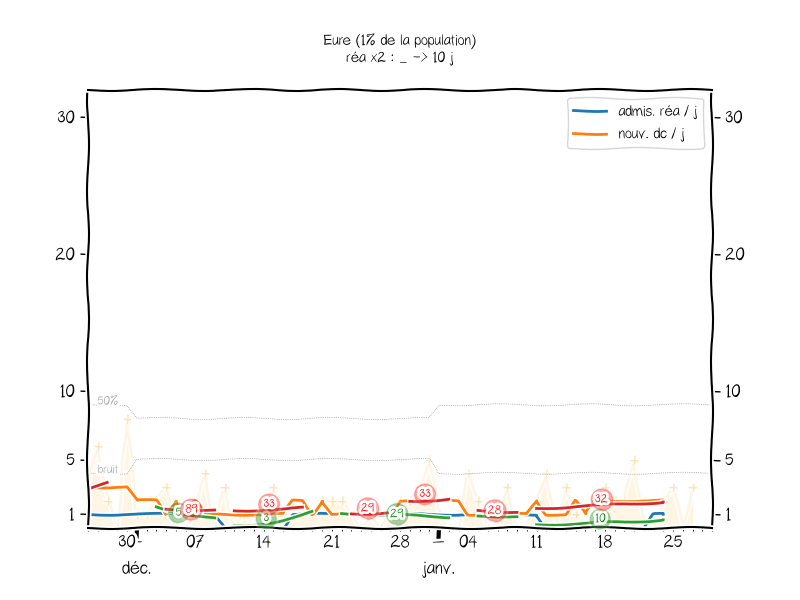 Eure (1% de la population)
réa x2 : _ -> 10 j
admis. réa / j
nouv. dc / j
30 30
20 20
10 10
50%
5 5
bruit
1 1
5 89 33 3 29 29 33 28 32 10
30 07 14 21 28 04 11 18 25
déc. janv.